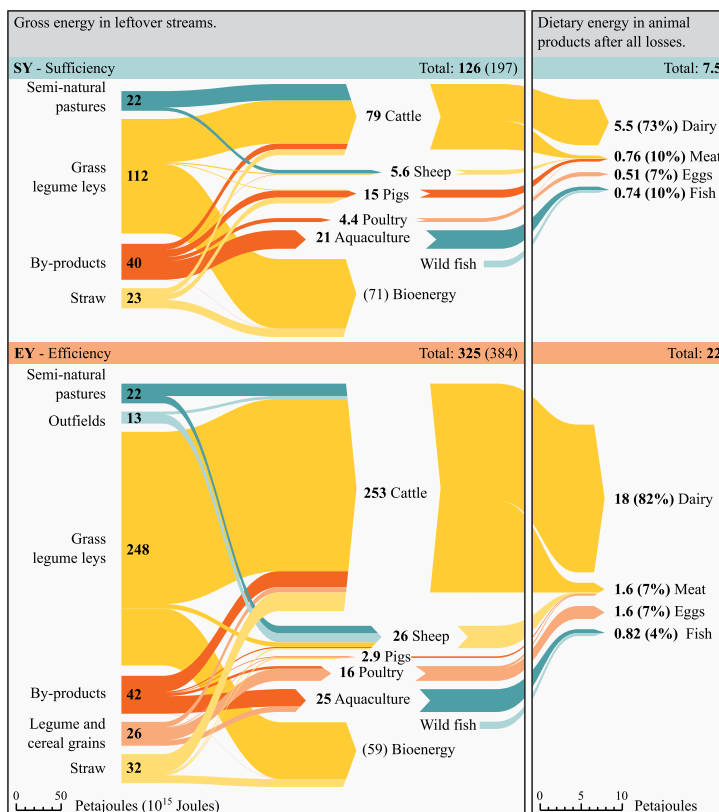 Gross energy in leftover streams.
Dietary energy in animal
products after all losses.
SY - Sufficiency
Total: 126 (197)
Total: 7.5
Semi-natural
pastures
22
Grass
legume leys
112
By-products
40
Straw
23
79 Cattle
5.6 Sheep
15 Pigs
4.4 Poultry
21 Aquaculture
Wild fish
(71) Bioenergy
5.5 (73%) Dairy
0.76 (10%) Meat
0.51 (7%) Eggs
0.74 (10%) Fish
EY - Efficiency
Total: 325 (384)
Total: 22
Semi-natural
pastures
22
Outfields
13
Grass
legume leys
248
By-products
42
Legume and
cereal grains
26
Straw
32
253 Cattle
26 Sheep
2.9 Pigs
16 Poultry
25 Aquaculture
Wild fish
(59) Bioenergy
18 (82%) Dairy
1.6 (7%) Meat
1.6 (7%) Eggs
0.82 (4%) Fish
0 50
Petajoules (10¹⁵ Joules)
0 5 10
Petajoules